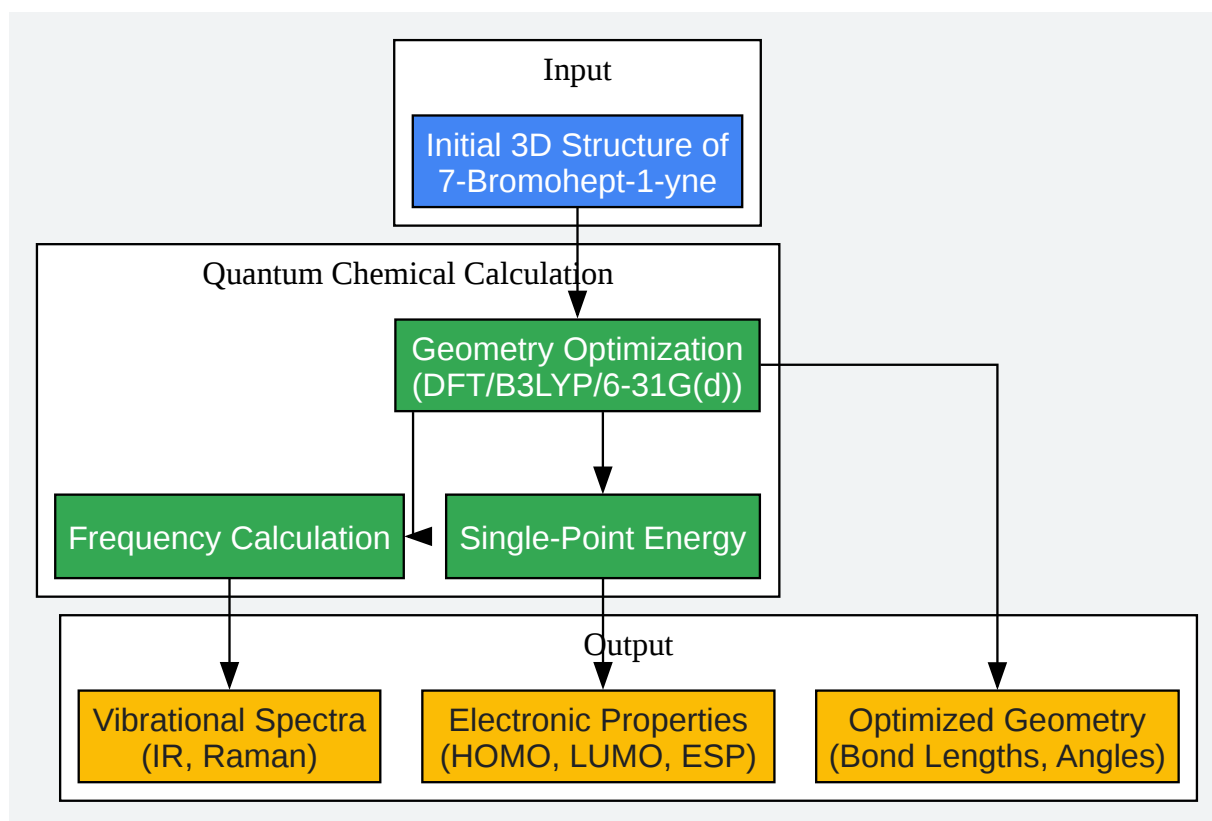 Input
Initial 3D Structure of
7-Bromohept-1-yne
Quantum Chemical Calculation
Geometry Optimization
(DFT/B3LYP/6-31G(d))
Frequency Calculation
Single-Point Energy
Output
Vibrational Spectra
(IR, Raman)
Electronic Properties
(HOMO, LUMO, ESP)
Optimized Geometry
(Bond Lengths, Angles)